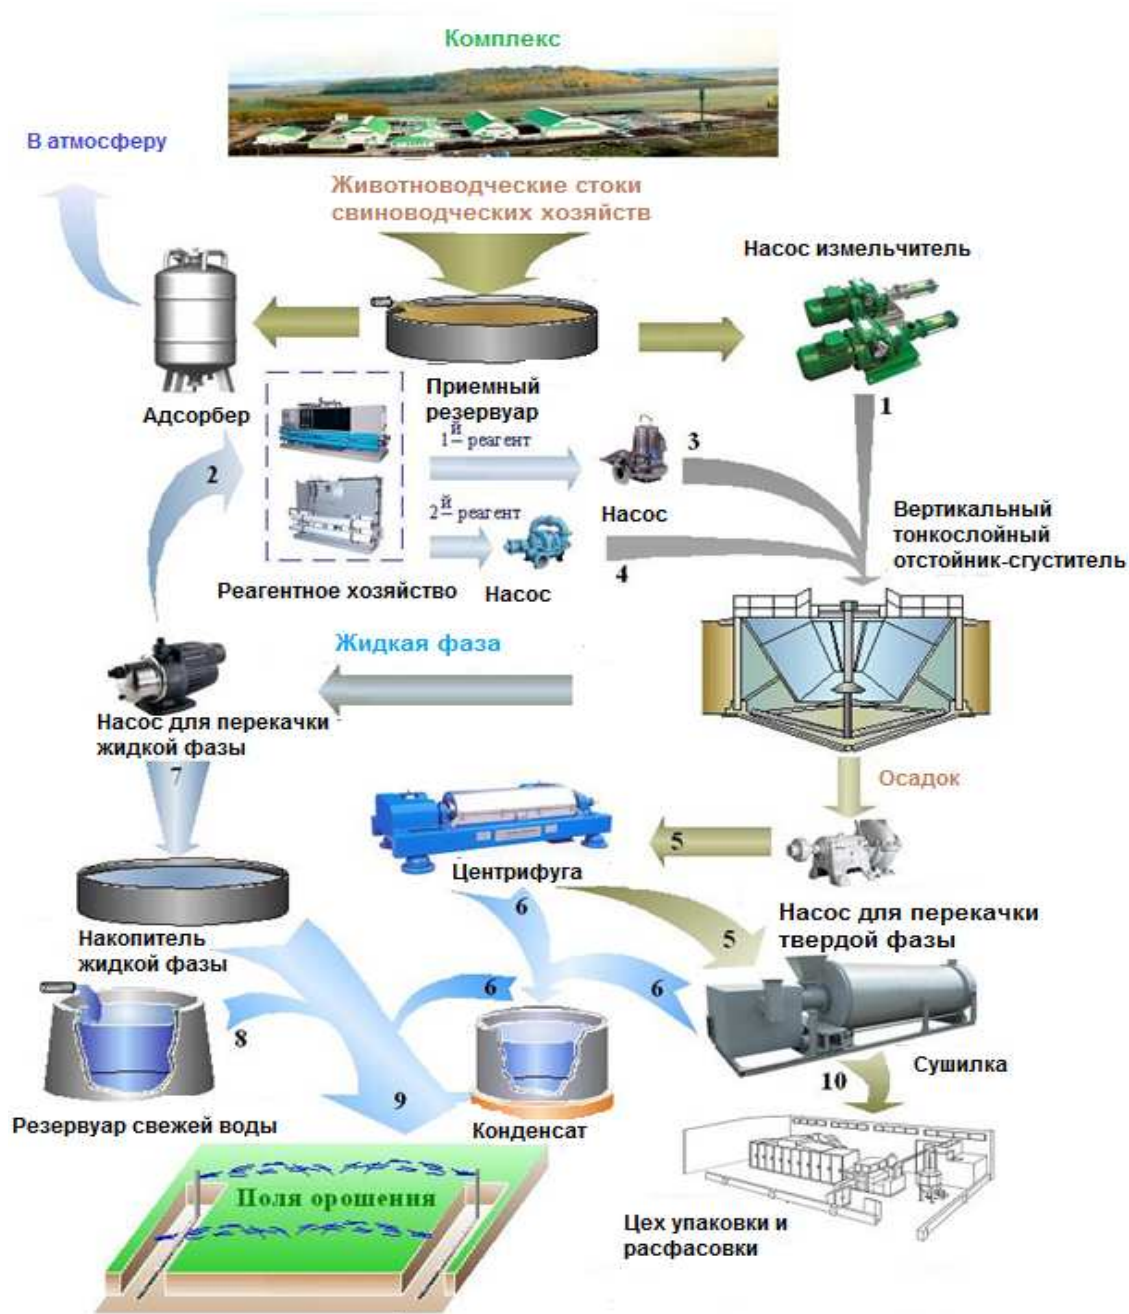 Комплекс
В атмосферу
Животноводческие стоки
свиноводческих хозяйств
Насос измельчитель
Приемный
резервуар
Адсорбер
1
1й реагент
3
2
2й реагент
Насос
Вертикальный
тонкослойный
отстойник-сгуститель
4
Реагентное хозяйство
Насос
Жидкая фаза
Насос для перекачки
жидкой фазы
7
Осадок
5
Центрифуга
6
Насос для перекачки
твердой фазы
5
Накопитель
жидкой фазы
6
6
8
Сушилка
10
9
Резервуар свежей воды
Конденсат
Поля орошения
Цех упаковки и
расфасовки